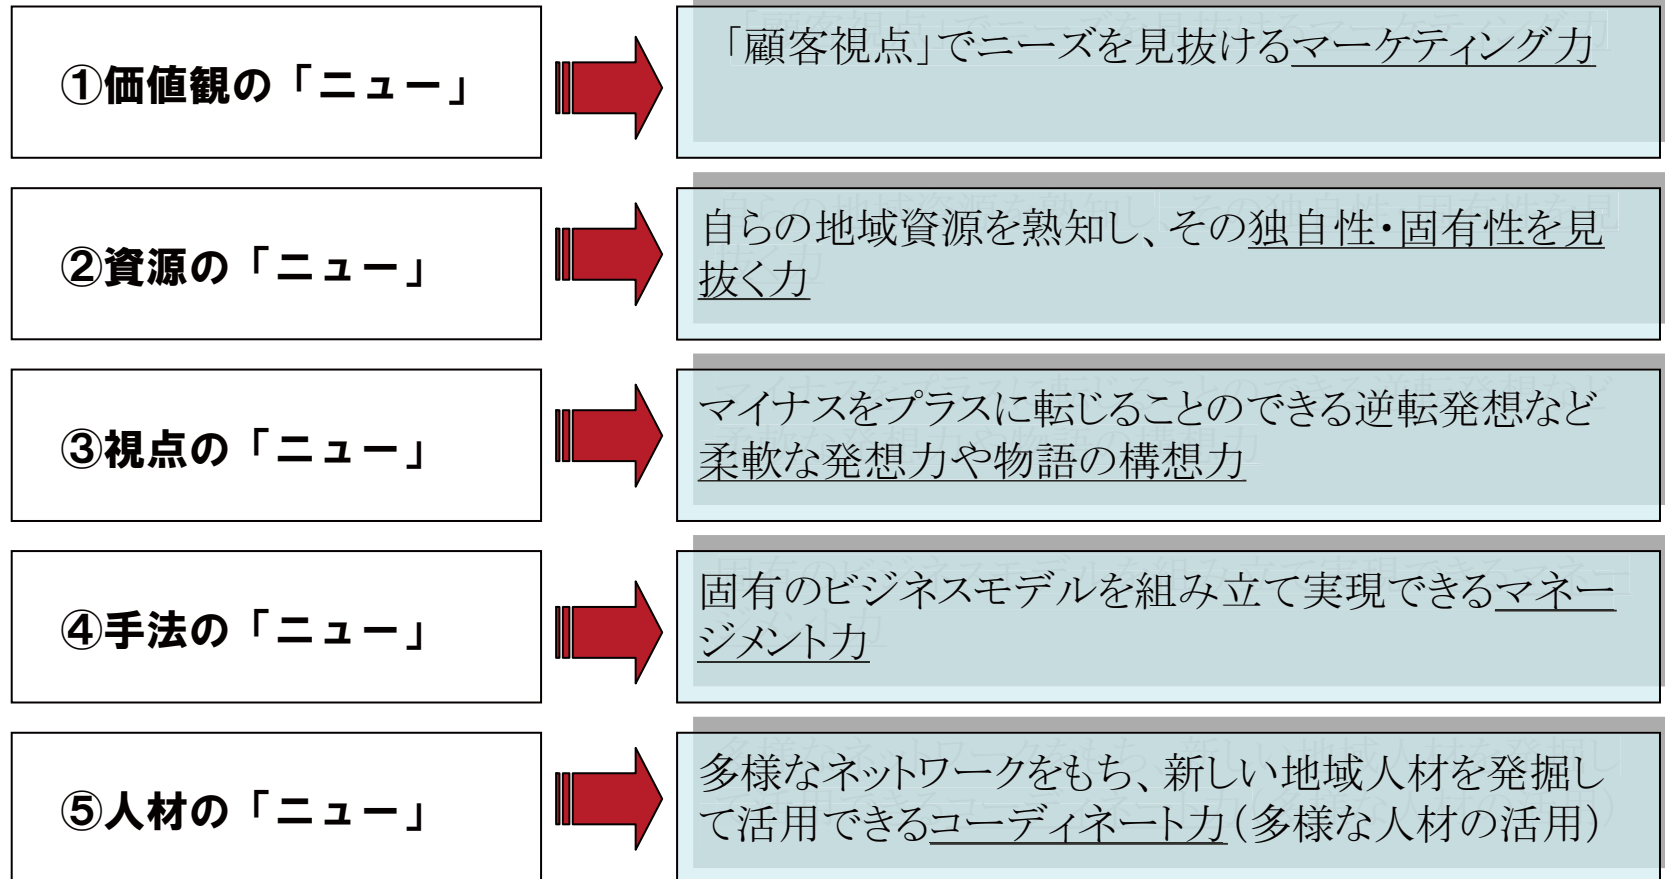 ①価値観の「ニュー」
「顧客視点」でニーズを見抜けるマーケティング力
②資源の「ニュー」
自らの地域資源を熟知し、その独自性・固有性を見
抜く力
③視点の「ニュー」
マイナスをプラスに転じることのできる逆転発想など
柔軟な発想力や物語の構想力
④手法の「ニュー」
固有のビジネスモデルを組み立て実現できるマネー
ジメント力
⑤人材の「ニュー」
多様なネットワークをもち、新しい地域人材を発掘し
て活用できるコーディネート力(多様な人材の活用)